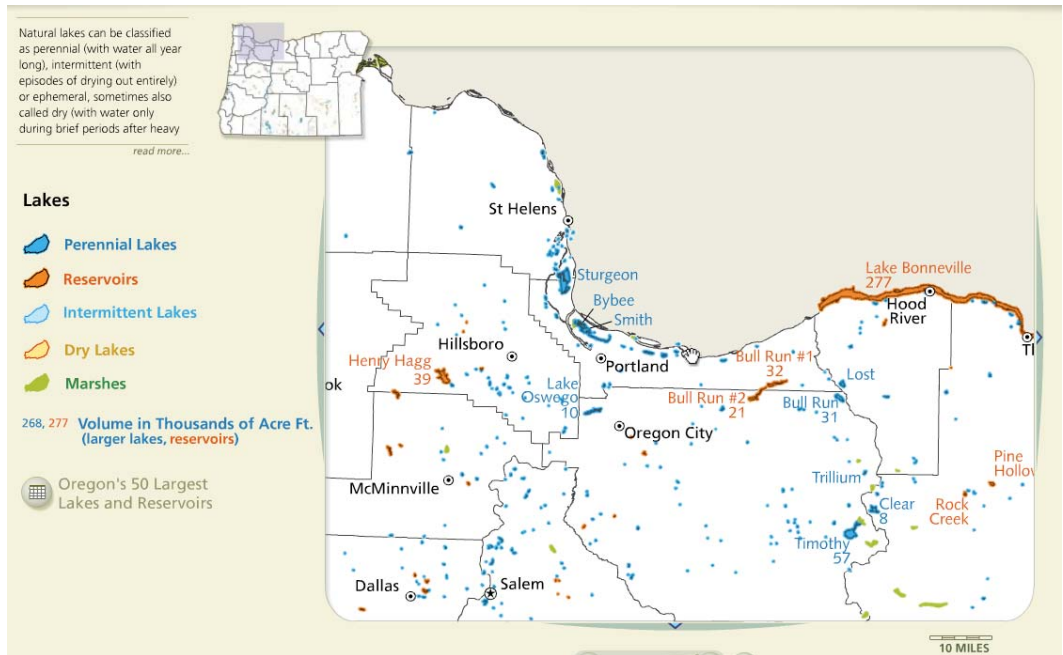 Natural lakes can be classified
as perennial (with water all year
long), intermittent (with
episodes of drying out entirely)
or ephemeral, sometimes also
called dry (with water only
during brief periods after heavy
read more...
Lakes
Perennial Lakes
Reservoirs
Intermittent Lakes
Dry Lakes
Marshes
268, 277 Volume in Thousands of Acre Ft.
(larger lakes, reservoirs)
Oregon's 50 Largest
Lakes and Reservoirs
St Helens
Sturgeon
Bybee
Smith
Lake Bonneville
277
Hood
River
Tl
Hillsboro
Portland
Henry Hagg
39
Bull Run #1
32
Lost
ok
Lake
Oswego
10
Bull Run #2
21
Bull Run
31
Oregon City
McMinnville
Trillium
Pine
Hollow
Clear
8
Rock
Creek
Timothy
57
Dallas
Salem
10 MILES